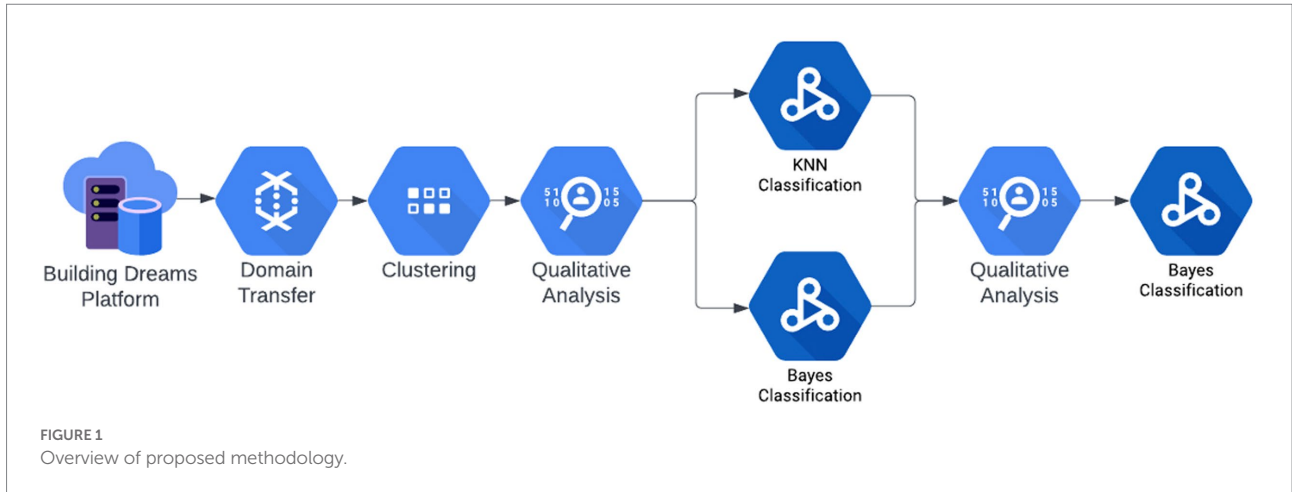 Building Dreams
Platform
Domain
Transfer
Clustering
51
10
15
05
Qualitative
Analysis
KNN
Classification
Bayes
Classification
51
10
15
05
Qualitative
Analysis
Bayes
Classification
FIGURE 1
Overview of proposed methodology.